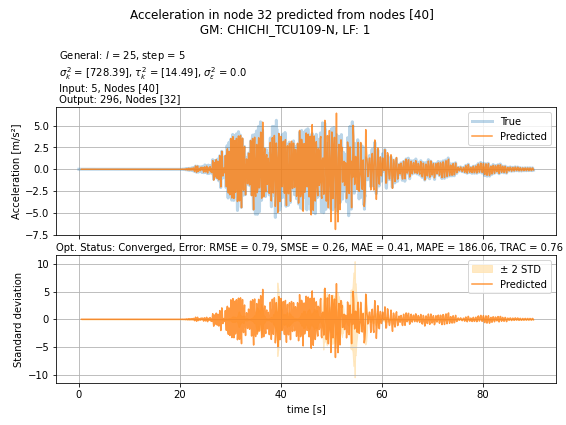 Acceleration in node 32 predicted from nodes [40]
GM: CHICHI_TCU109-N, LF: 1
General: l = 25, step = 5
σ²ₖ = [728.39], τ²ₖ = [14.49], σ²ε = 0.0
Input: 5, Nodes [40]
Output: 296, Nodes [32]
Acceleration [m/s²]
5.0
2.5
0.0
−2.5
−5.0
−7.5
True
Predicted
Opt. Status: Converged, Error: RMSE = 0.79, SMSE = 0.26, MAE = 0.41, MAPE = 186.06, TRAC = 0.76
Standard deviation
10
5
0
−5
−10
± 2 STD
Predicted
0 20 40 60 80
time [s]